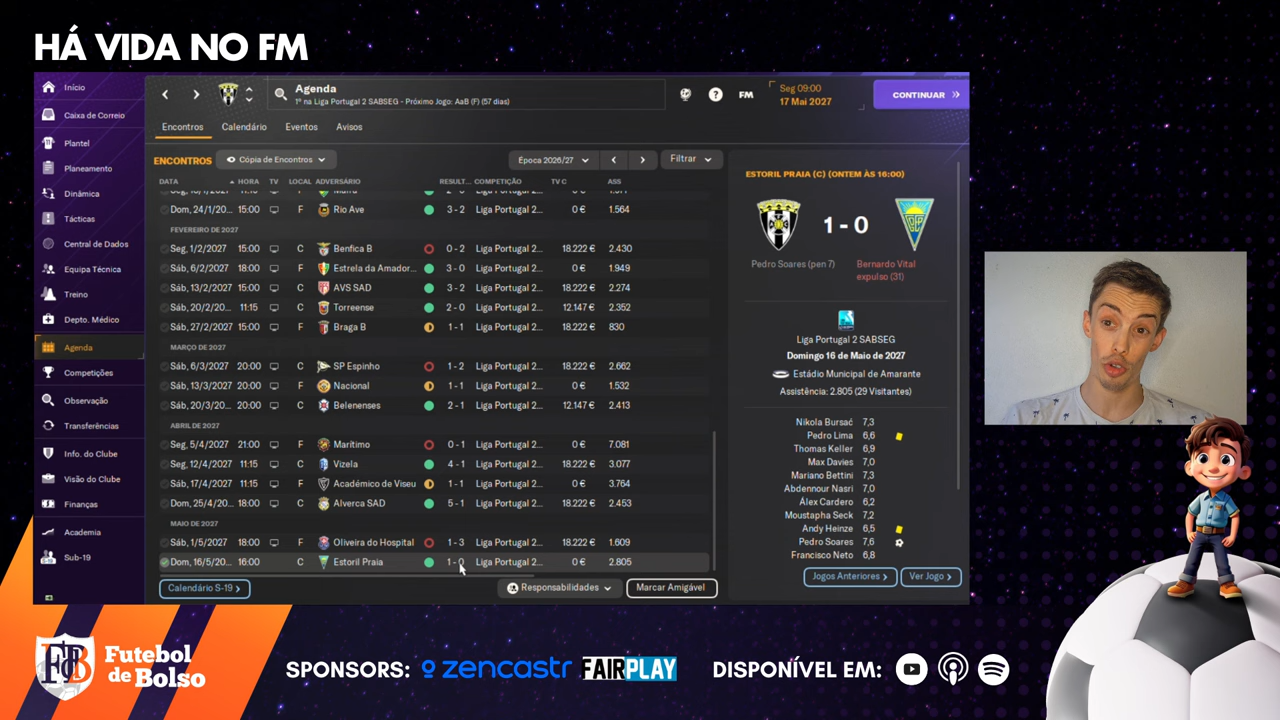 HÁ VIDA NO FM
Início
Caixa de Correio
Plantel
Planeamento
Dinâmica
Tácticas
Central de Dados
Equipa Técnica
Treino
Depto. Médico
Agenda
Competições
Observação
Transferências
Info. do Clube
Visão do Clube
Finanças
Academia
Sub-19
Agenda
1º na Liga Portugal 2 SABSEG - Próximo Jogo: AaB (F) (57 dias)
FM
Seg 09:00
17 Mai 2027
CONTINUAR
Encontros Calendário Eventos Avisos
ENCONTROS Cópia de Encontros Época 2026/27 Filtrar
DATA HORA TV LOCAL ADVERSÁRIO RESULT... COMPETIÇÃO TV C ASS
Dom, 24/1/20... 15:00 F Rio Ave 3 - 2 Liga Portugal 2... 0 € 1.564
FEVEREIRO DE 2027
Seg, 1/2/2027 15:00 C Benfica B 0 - 2 Liga Portugal 2... 18.222 € 2.430
Sáb, 6/2/2027 18:00 F Estrela da Amador... 3 - 0 Liga Portugal 2... 0 € 1.949
Sáb, 13/2/2027 15:00 C AVS SAD 3 - 2 Liga Portugal 2... 18.222 € 2.274
Sáb, 20/2/20... 11:15 C Torreense 2 - 0 Liga Portugal 2... 12.147 € 2.352
Sáb, 27/2/2027 15:00 F Braga B 1 - 1 Liga Portugal 2... 18.222 € 830
MARÇO DE 2027
Sáb, 6/3/2027 20:00 C SP Espinho 1 - 2 Liga Portugal 2... 18.222 € 2.662
Sáb, 13/3/2027 20:00 F Nacional 1 - 1 Liga Portugal 2... 0 € 1.532
Sáb, 20/3/20... 20:00 C Belenenses 2 - 1 Liga Portugal 2... 12.147 € 2.413
ABRIL DE 2027
Seg, 5/4/2027 21:00 F Marítimo 0 - 1 Liga Portugal 2... 0 € 7.081
Seg, 12/4/2027 11:15 C Vizela 4 - 1 Liga Portugal 2... 18.222 € 3.077
Sáb, 17/4/2027 11:15 F Académico de Viseu 1 - 1 Liga Portugal 2... 0 € 3.764
Dom, 25/4/20... 18:00 C Alverca SAD 5 - 1 Liga Portugal 2... 18.222 € 2.453
MAIO DE 2027
Sáb, 1/5/2027 18:00 F Oliveira do Hospital 1 - 3 Liga Portugal 2... 18.222 € 1.609
Dom, 16/5/20... 16:00 C Estoril Praia 1 - 0 Liga Portugal 2... 0 € 2.805
Calendário S-19 Responsabilidades Marcar Amigável
ESTORIL PRAIA (C) (ONTEM ÀS 16:00)
1 - 0
Pedro Soares (pen 7) Bernardo Vital
expulso (31)
Liga Portugal 2 SABSEG
Domingo 16 de Maio de 2027
Estádio Municipal de Amarante
Assistência: 2.805 (29 Visitantes)
Nikola Bursać 7,3
Pedro Lima 6,6
Thomas Keller 6,9
Max Davies 7,0
Mariano Bettini 7,3
Abdennour Nasri 7,0
Álex Cardero 6,2
Moustapha Seck 7,2
Andy Heinze 6,5
Pedro Soares 7,6
Francisco Neto 6,8
Jogos Anteriores Ver Jogo
Futebol
de Bolso
SPONSORS: zencastr FAIRPLAY DISPONÍVEL EM: